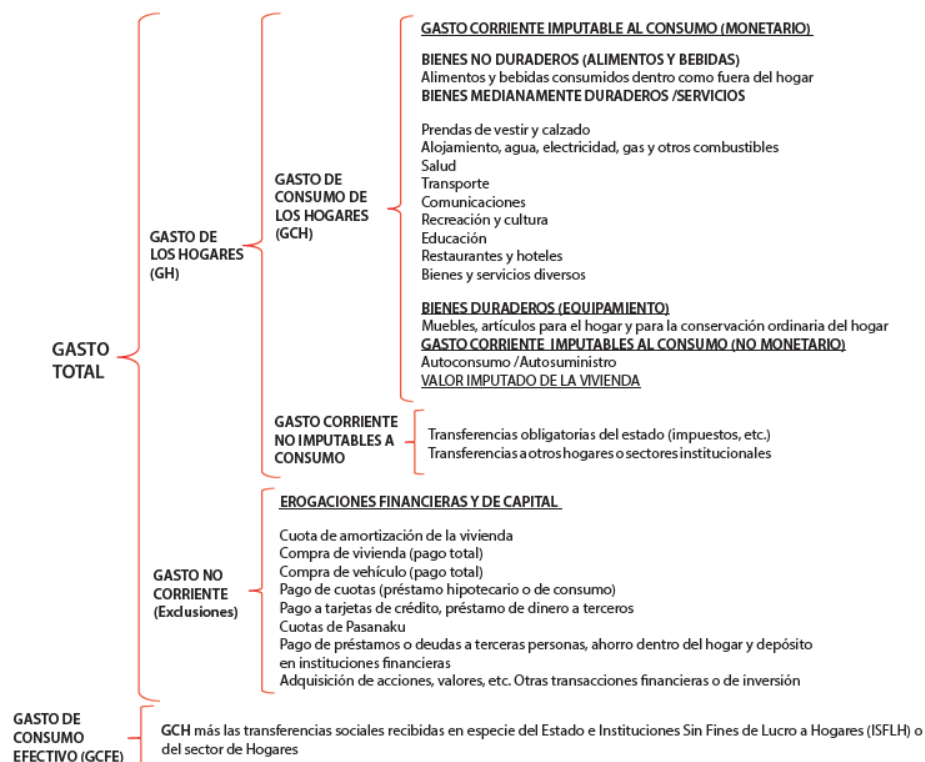 GASTO
TOTAL
GASTO DE
LOS HOGARES
(GH)
GASTO DE
CONSUMO DE
LOS HOGARES
(GCH)
GASTO CORRIENTE IMPUTABLE AL CONSUMO (MONETARIO)
BIENES NO DURADEROS (ALIMENTOS Y BEBIDAS)
Alimentos y bebidas consumidos dentro como fuera del hogar
BIENES MEDIANAMENTE DURADEROS /SERVICIOS
Prendas de vestir y calzado
Alojamiento, agua, electricidad, gas y otros combustibles
Salud
Transporte
Comunicaciones
Recreación y cultura
Educación
Restaurantes y hoteles
Bienes y servicios diversos
BIENES DURADEROS (EQUIPAMIENTO)
Muebles, artículos para el hogar y para la conservación ordinaria del hogar
GASTO CORRIENTE IMPUTABLES AL CONSUMO (NO MONETARIO)
Autoconsumo /Autosuministro
VALOR IMPUTADO DE LA VIVIENDA
GASTO CORRIENTE
NO IMPUTABLES A
CONSUMO
Transferencias obligatorias del estado (impuestos, etc.)
Transferencias a otros hogares o sectores institucionales
GASTO NO
CORRIENTE
(Exclusiones)
EROGACIONES FINANCIERAS Y DE CAPITAL
Cuota de amortización de la vivienda
Compra de vivienda (pago total)
Compra de vehículo (pago total)
Pago de cuotas (préstamo hipotecario o de consumo)
Pago a tarjetas de crédito, préstamo de dinero a terceros
Cuotas de Pasanaku
Pago de préstamos o deudas a terceras personas, ahorro dentro del hogar y depósito
en instituciones financieras
Adquisición de acciones, valores, etc. Otras transacciones financieras o de inversión
GASTO DE
CONSUMO
EFECTIVO (GCFE)
GCH más las transferencias sociales recibidas en especie del Estado e Instituciones Sin Fines de Lucro a Hogares (ISFLH) o
del sector de Hogares